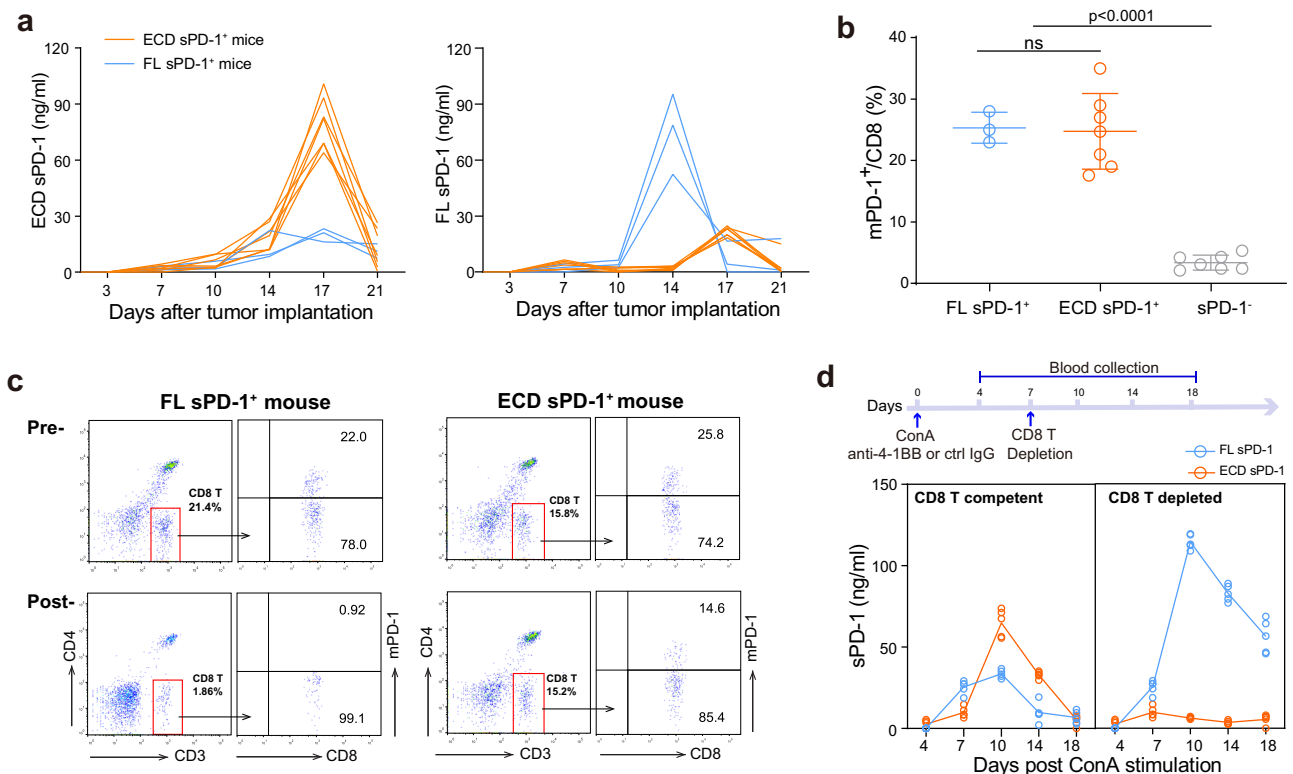 a
ECD sPD-1⁺ mice
FL sPD-1⁺ mice
ECD sPD-1 (ng/ml)
120
90
60
30
0
3 7 10 14 17 21
Days after tumor implantation
FL sPD-1 (ng/ml)
120
90
60
30
0
3 7 10 14 17 21
Days after tumor implantation
b
p<0.0001
ns
mPD-1⁺/CD8 (%)
40
30
20
10
0
FL sPD-1⁺ ECD sPD-1⁺ sPD-1⁻
c
FL sPD-1⁺ mouse ECD sPD-1⁺ mouse
Pre-
CD8 T
21.4%
22.0
78.0
CD8 T
15.8%
25.8
74.2
Post-
CD8 T
1.86%
0.92
99.1
CD8 T
15.2%
14.6
85.4
CD4
CD3
mPD-1
CD8
CD4
CD3
mPD-1
CD8
d
Blood collection
Days 0 4 7 10 14 18
ConA
anti-4-1BB or ctrl IgG
CD8 T
Depletion
FL sPD-1
ECD sPD-1
CD8 T competent CD8 T depleted
sPD-1 (ng/ml)
150
100
50
0
4 7 10 14 18 4 7 10 14 18
Days post ConA stimulation